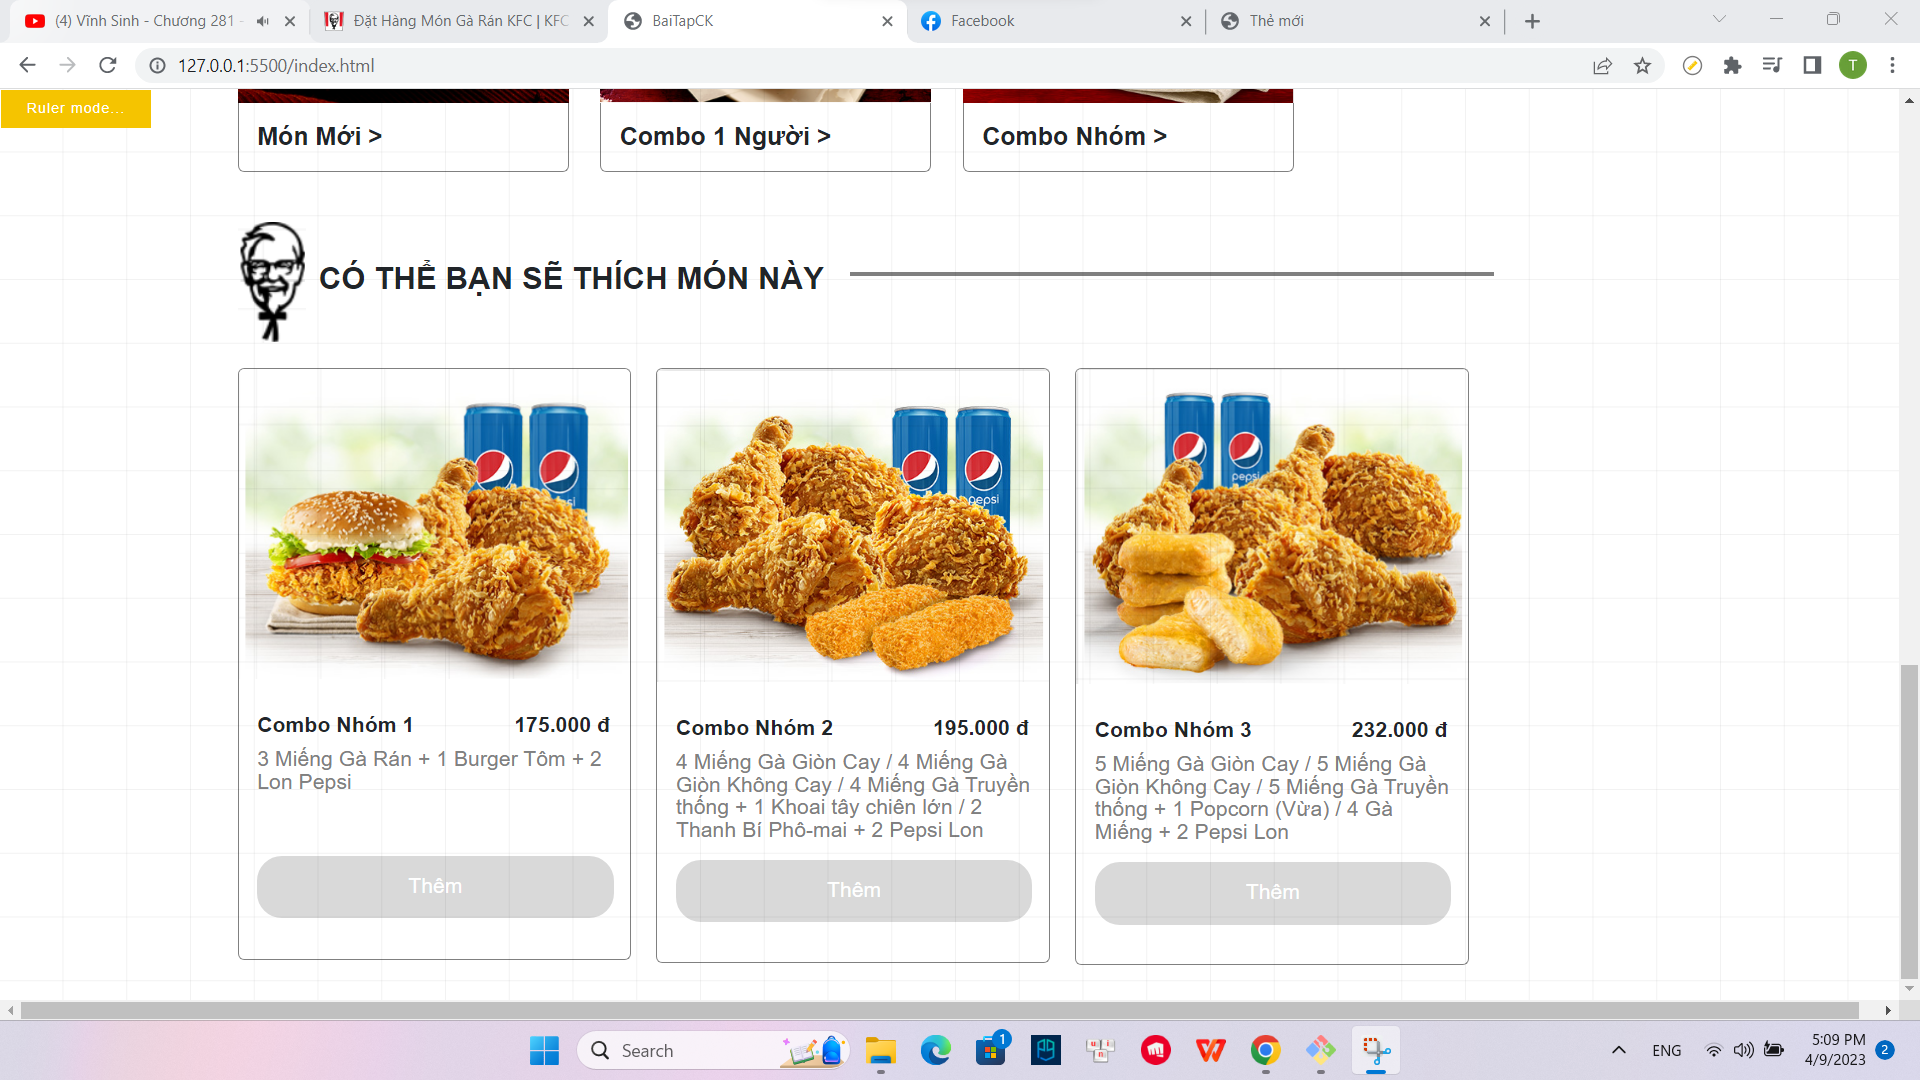 (4) Vĩnh Sinh - Chương 281 -
Đặt Hàng Món Gà Rán KFC | KFC
BaiTapCK
Facebook
Thẻ mới
127.0.0.1:5500/index.html
T
Ruler mode...
Món Mới >
Combo 1 Người >
Combo Nhóm >
CÓ THỂ BẠN SẼ THÍCH MÓN NÀY
pepsi
pepsi
Combo Nhóm 1 175.000 đ
3 Miếng Gà Rán + 1 Burger Tôm + 2
Lon Pepsi
Thêm
Combo Nhóm 2 195.000 đ
4 Miếng Gà Giòn Cay / 4 Miếng Gà
Giòn Không Cay / 4 Miếng Gà Truyền
thống + 1 Khoai tây chiên lớn / 2
Thanh Bí Phô-mai + 2 Pepsi Lon
Thêm
Combo Nhóm 3 232.000 đ
5 Miếng Gà Giòn Cay / 5 Miếng Gà
Giòn Không Cay / 5 Miếng Gà Truyền
thống + 1 Popcorn (Vừa) / 4 Gà
Miếng + 2 Pepsi Lon
Thêm
Search
1
ENG
5:09 PM
4/9/2023
2